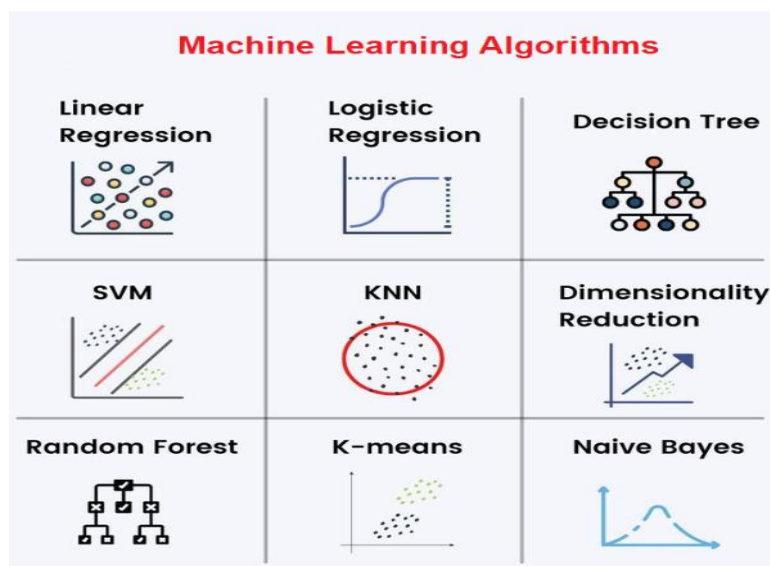 Machine Learning Algorithms
Linear
Regression
Logistic
Regression
Decision Tree
SVM
KNN
Dimensionality
Reduction
Random Forest
K-means
Naive Bayes